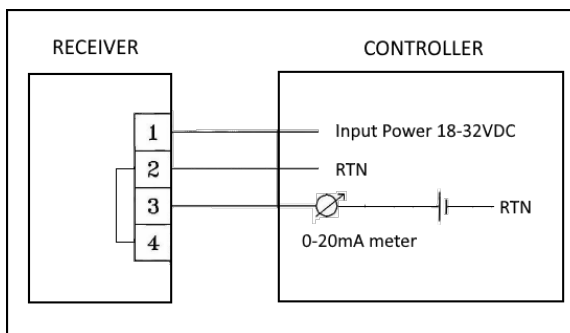 RECEIVER
CONTROLLER
1
Input Power 18-32VDC
2
RTN
3
RTN
0-20mA meter
4